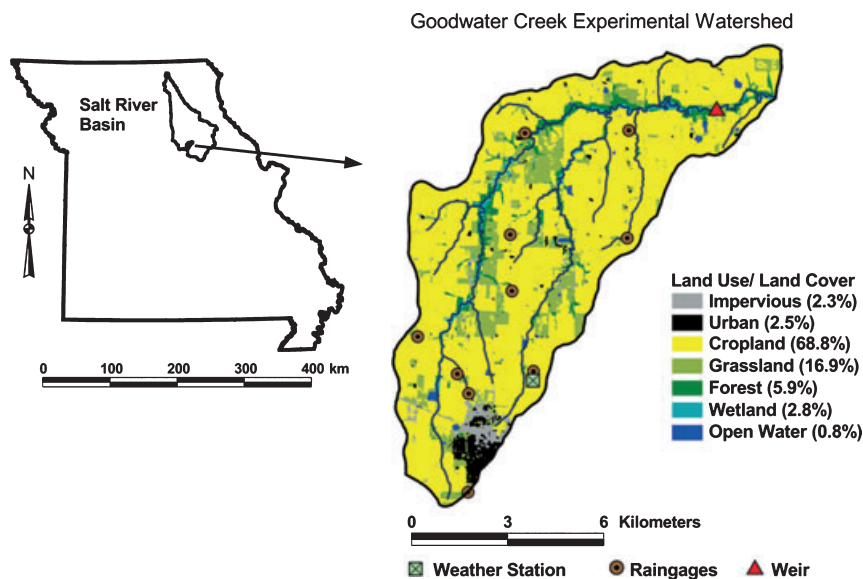 Goodwater Creek Experimental Watershed
Salt River
Basin
N
0 100 200 300 400 km
Land Use/ Land Cover
Impervious (2.3%)
Urban (2.5%)
Cropland (68.8%)
Grassland (16.9%)
Forest (5.9%)
Wetland (2.8%)
Open Water (0.8%)
0 3 6 Kilometers
Weather Station Raingages Weir